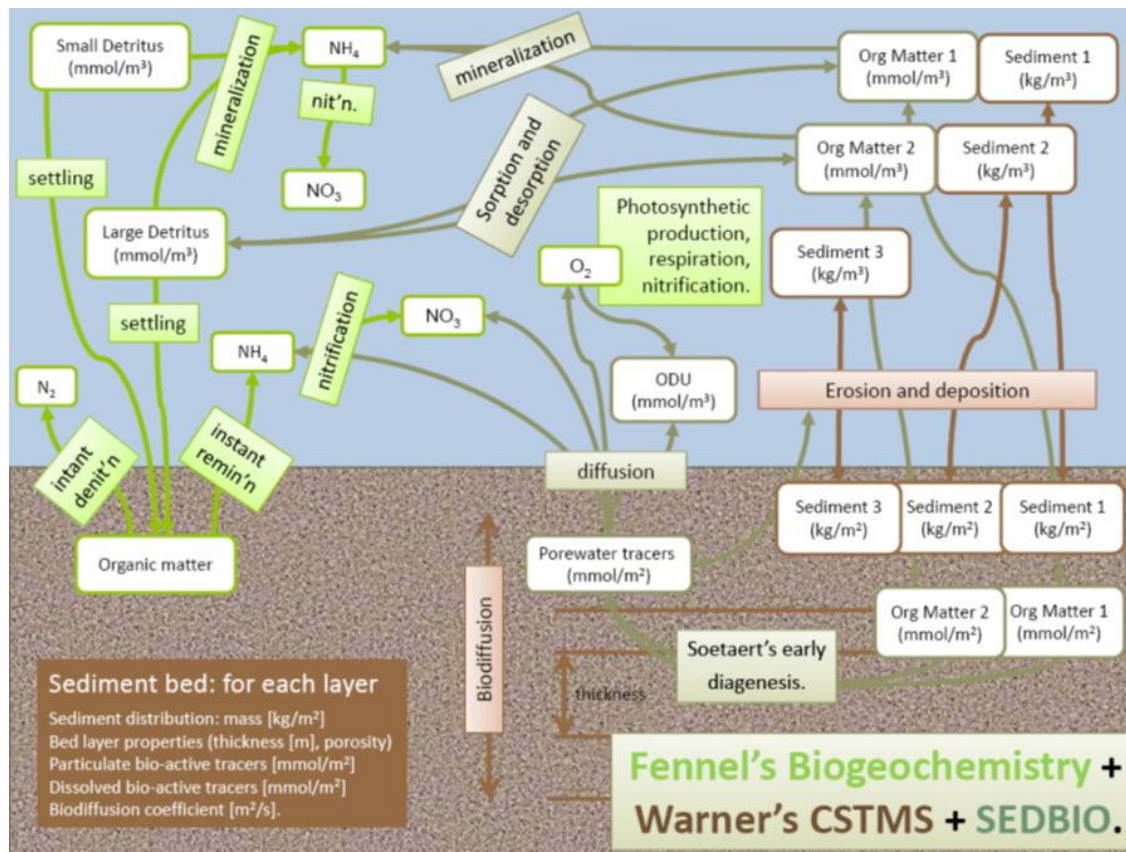 Small Detritus
(mmol/m³)
mineralization
NH₄
nit'n.
NO₃
settling
Large Detritus
(mmol/m³)
settling
mineralization
Sorption and
desorption
Org Matter 1
(mmol/m³)
Sediment 1
(kg/m³)
Org Matter 2
(mmol/m³)
Sediment 2
(kg/m³)
Photosynthetic
production,
respiration,
nitrification.
Sediment 3
(kg/m³)
O₂
NO₃
nitrification
NH₄
N₂
ODU
(mmol/m³)
Erosion and deposition
intant
denit'n
instant
remin'n
diffusion
Organic matter
Porewater tracers
(mmol/m²)
Sediment 3
(kg/m²)
Sediment 2
(kg/m²)
Sediment 1
(kg/m²)
Org Matter 2
(mmol/m²)
Org Matter 1
(mmol/m²)
Biodiffusion
Soetaert's early
diagenesis.
thickness
Sediment bed: for each layer
Sediment distribution: mass [kg/m²]
Bed layer properties (thickness [m], porosity)
Particulate bio-active tracers [mmol/m²]
Dissolved bio-active tracers [mmol/m²]
Biodiffusion coefficient [m²/s].
Fennel's Biogeochemistry +
Warner's CSTMS + SEDBIO.